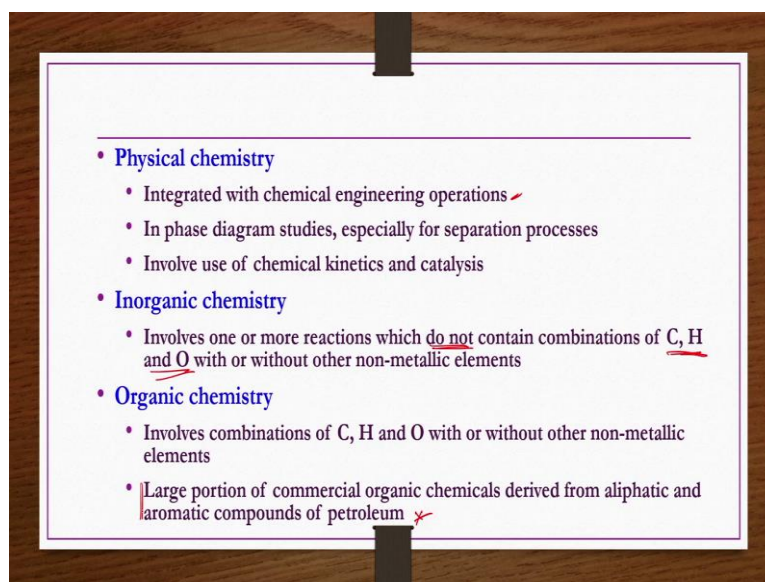 • Physical chemistry
• Integrated with chemical engineering operations
• In phase diagram studies, especially for separation processes
• Involve use of chemical kinetics and catalysis
• Inorganic chemistry
• Involves one or more reactions which do not contain combinations of C, H
and O with or without other non-metallic elements
• Organic chemistry
• Involves combinations of C, H and O with or without other non-metallic
elements
• Large portion of commercial organic chemicals derived from aliphatic and
aromatic compounds of petroleum